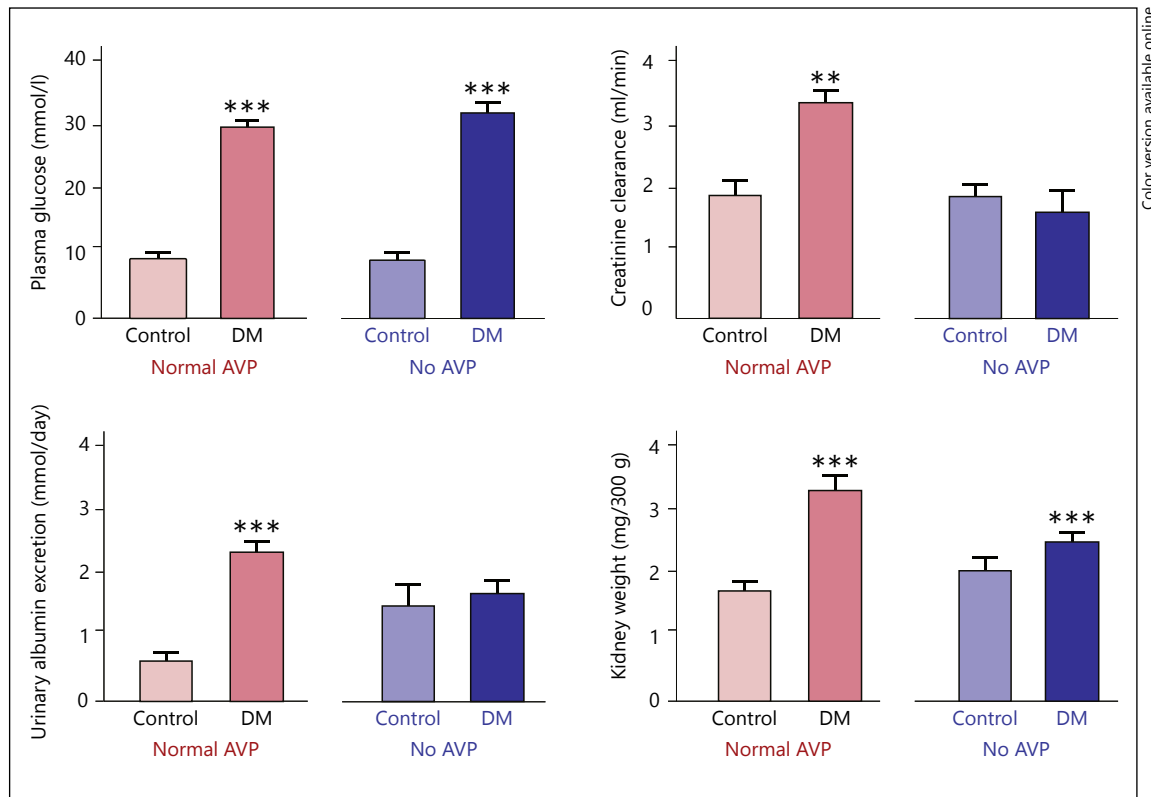 Color version available online
Plasma glucose (mmol/l)
40
30
20
10
0
***
***
Control DM Control DM
Normal AVP No AVP
Creatinine clearance (ml/min)
4
3
2
1
0
**
Control DM Control DM
Normal AVP No AVP
Urinary albumin excretion (mmol/day)
4
2
1
0
***
Control DM Control DM
Normal AVP No AVP
Kidney weight (mg/300 g)
4
3
2
1
0
***
***
Control DM Control DM
Normal AVP No AVP